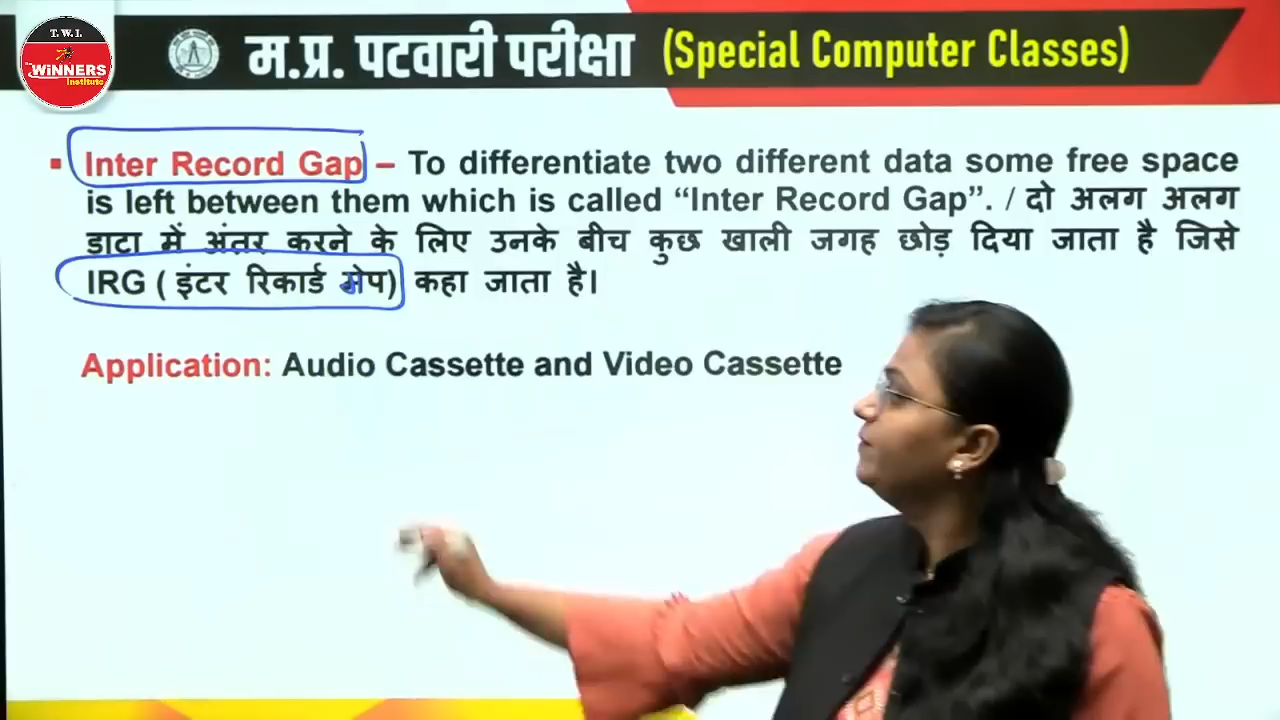 T.W.I.
The WiNNERS
institute
म.प्र. पटवारी परीक्षा (Special Computer Classes)
▪ Inter Record Gap – To differentiate two different data some free space
is left between them which is called “Inter Record Gap”. / दो अलग अलग
डाटा में अंतर करने के लिए उनके बीच कुछ खाली जगह छोड़ दिया जाता है जिसे
IRG ( इंटर रिकार्ड गेप) कहा जाता है।
Application: Audio Cassette and Video Cassette